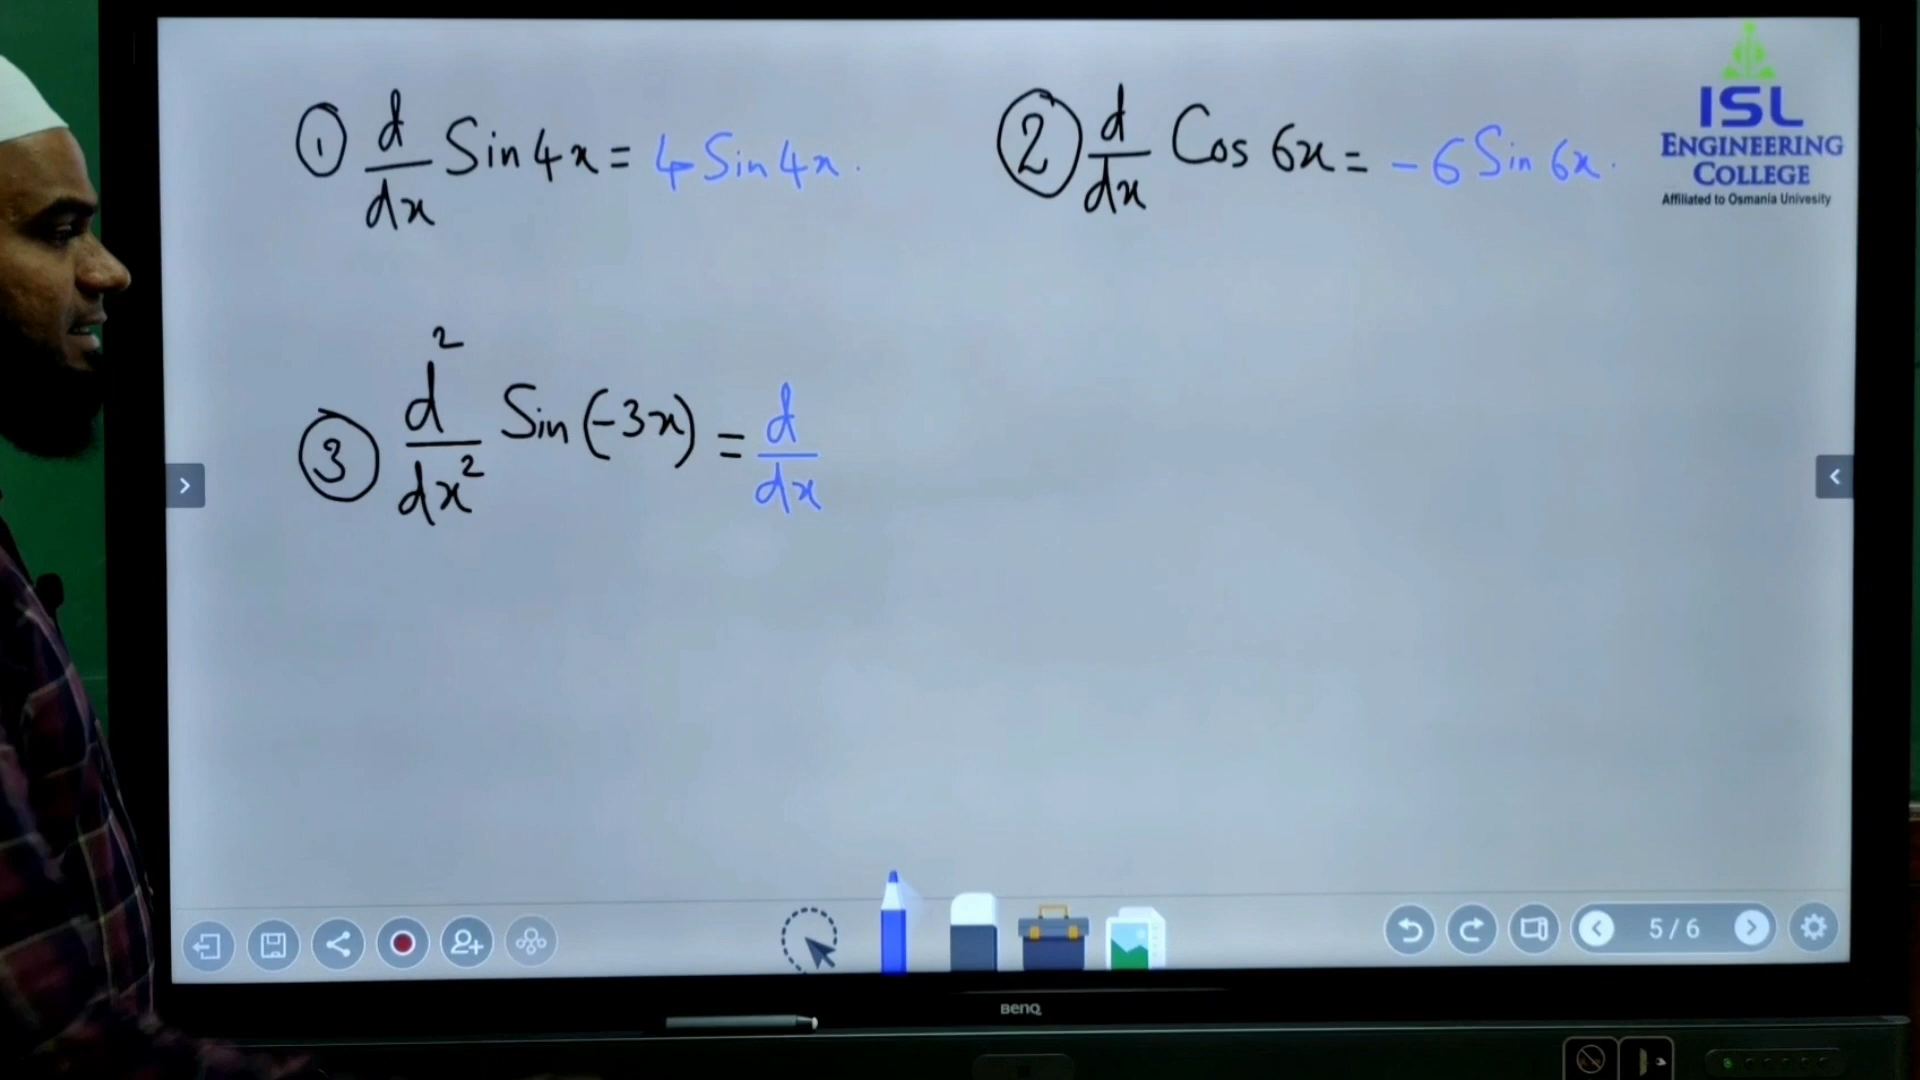 ① d/dx Sin 4x = 4 Sin 4x.
② d/dx Cos 6x = -6 Sin 6x.
ISL
ENGINEERING
COLLEGE
Affiliated to Osmania Univesity
③ d²/dx² Sin (-3x) = d/dx
5 / 6
BenQ